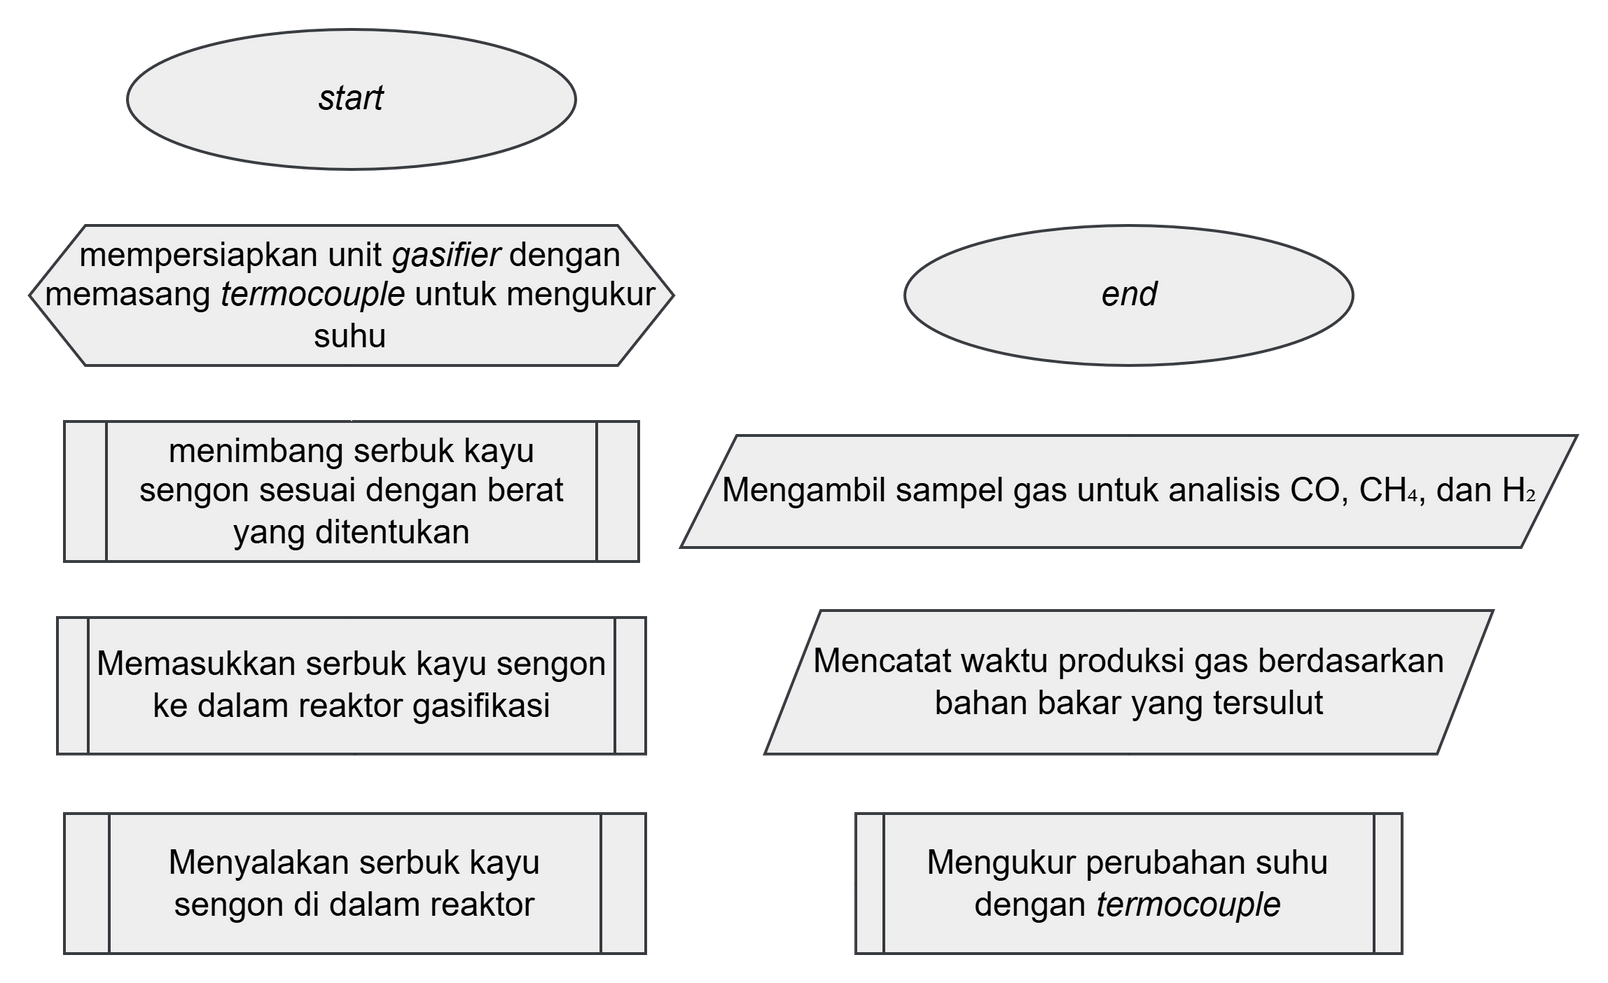 start
mempersiapkan unit gasifier dengan
memasang termocouple untuk mengukur
suhu
menimbang serbuk kayu
sengon sesuai dengan berat
yang ditentukan
Memasukkan serbuk kayu sengon
ke dalam reaktor gasifikasi
Menyalakan serbuk kayu
sengon di dalam reaktor
Mengukur perubahan suhu
dengan termocouple
Mencatat waktu produksi gas berdasarkan
bahan bakar yang tersulut
Mengambil sampel gas untuk analisis CO, CH₄, dan H₂
end